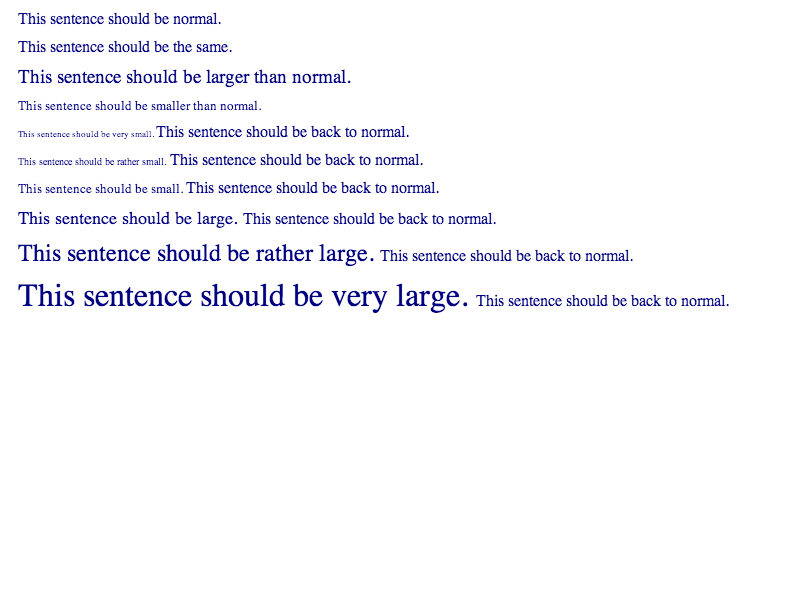 This sentence should be normal.
This sentence should be the same.
This sentence should be larger than normal.
This sentence should be smaller than normal.
This sentence should be very small. This sentence should be back to normal.
This sentence should be rather small. This sentence should be back to normal.
This sentence should be small. This sentence should be back to normal.
This sentence should be large. This sentence should be back to normal.
This sentence should be rather large. This sentence should be back to normal.
This sentence should be very large. This sentence should be back to normal.